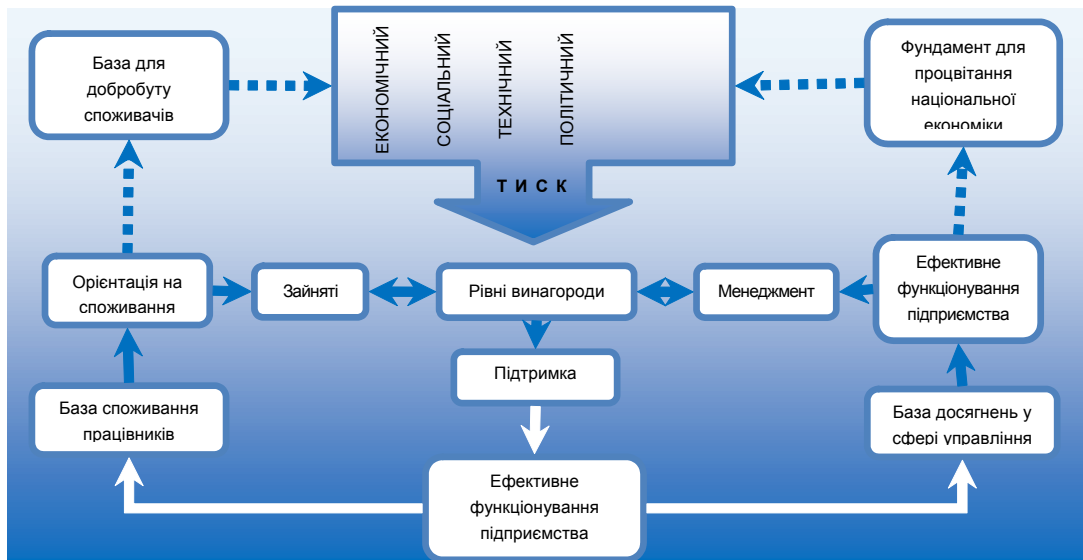 База для
добробуту
споживачів
ЕКОНОМІЧНИЙ
СОЦІАЛЬНИЙ
ТЕХНІЧНИЙ
ПОЛІТИЧНИЙ
ТИСК
Фундамент для
процвітання
національної
економіки
Орієнтація на
споживання
Зайняті
Рівні винагороди
Менеджмент
Ефективне
функціонування
підприємства
Підтримка
База споживання
працівників
База досягнень у
сфері управління
Ефективне
функціонування
підприємства